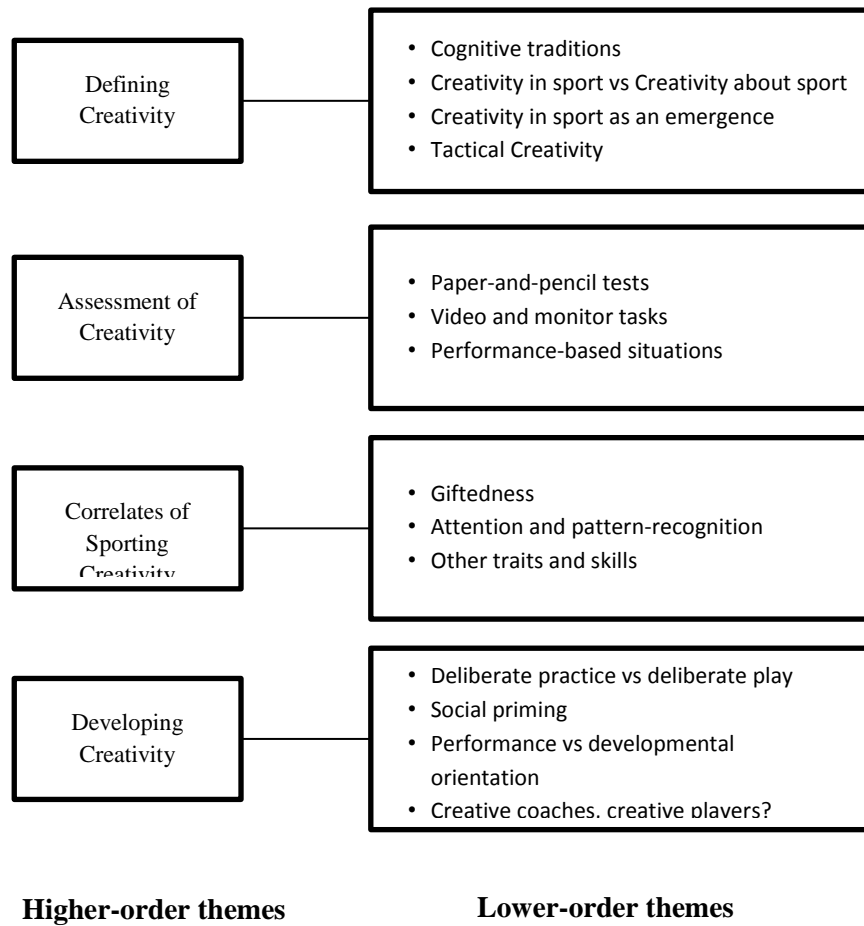 Defining
Creativity
• Cognitive traditions
• Creativity in sport vs Creativity about sport
• Creativity in sport as an emergence
• Tactical Creativity
Assessment of
Creativity
• Paper-and-pencil tests
• Video and monitor tasks
• Performance-based situations
Correlates of
Sporting
Creativity
• Giftedness
• Attention and pattern-recognition
• Other traits and skills
Developing
Creativity
• Deliberate practice vs deliberate play
• Social priming
• Performance vs developmental
orientation
• Creative coaches, creative players?
Higher-order themes
Lower-order themes